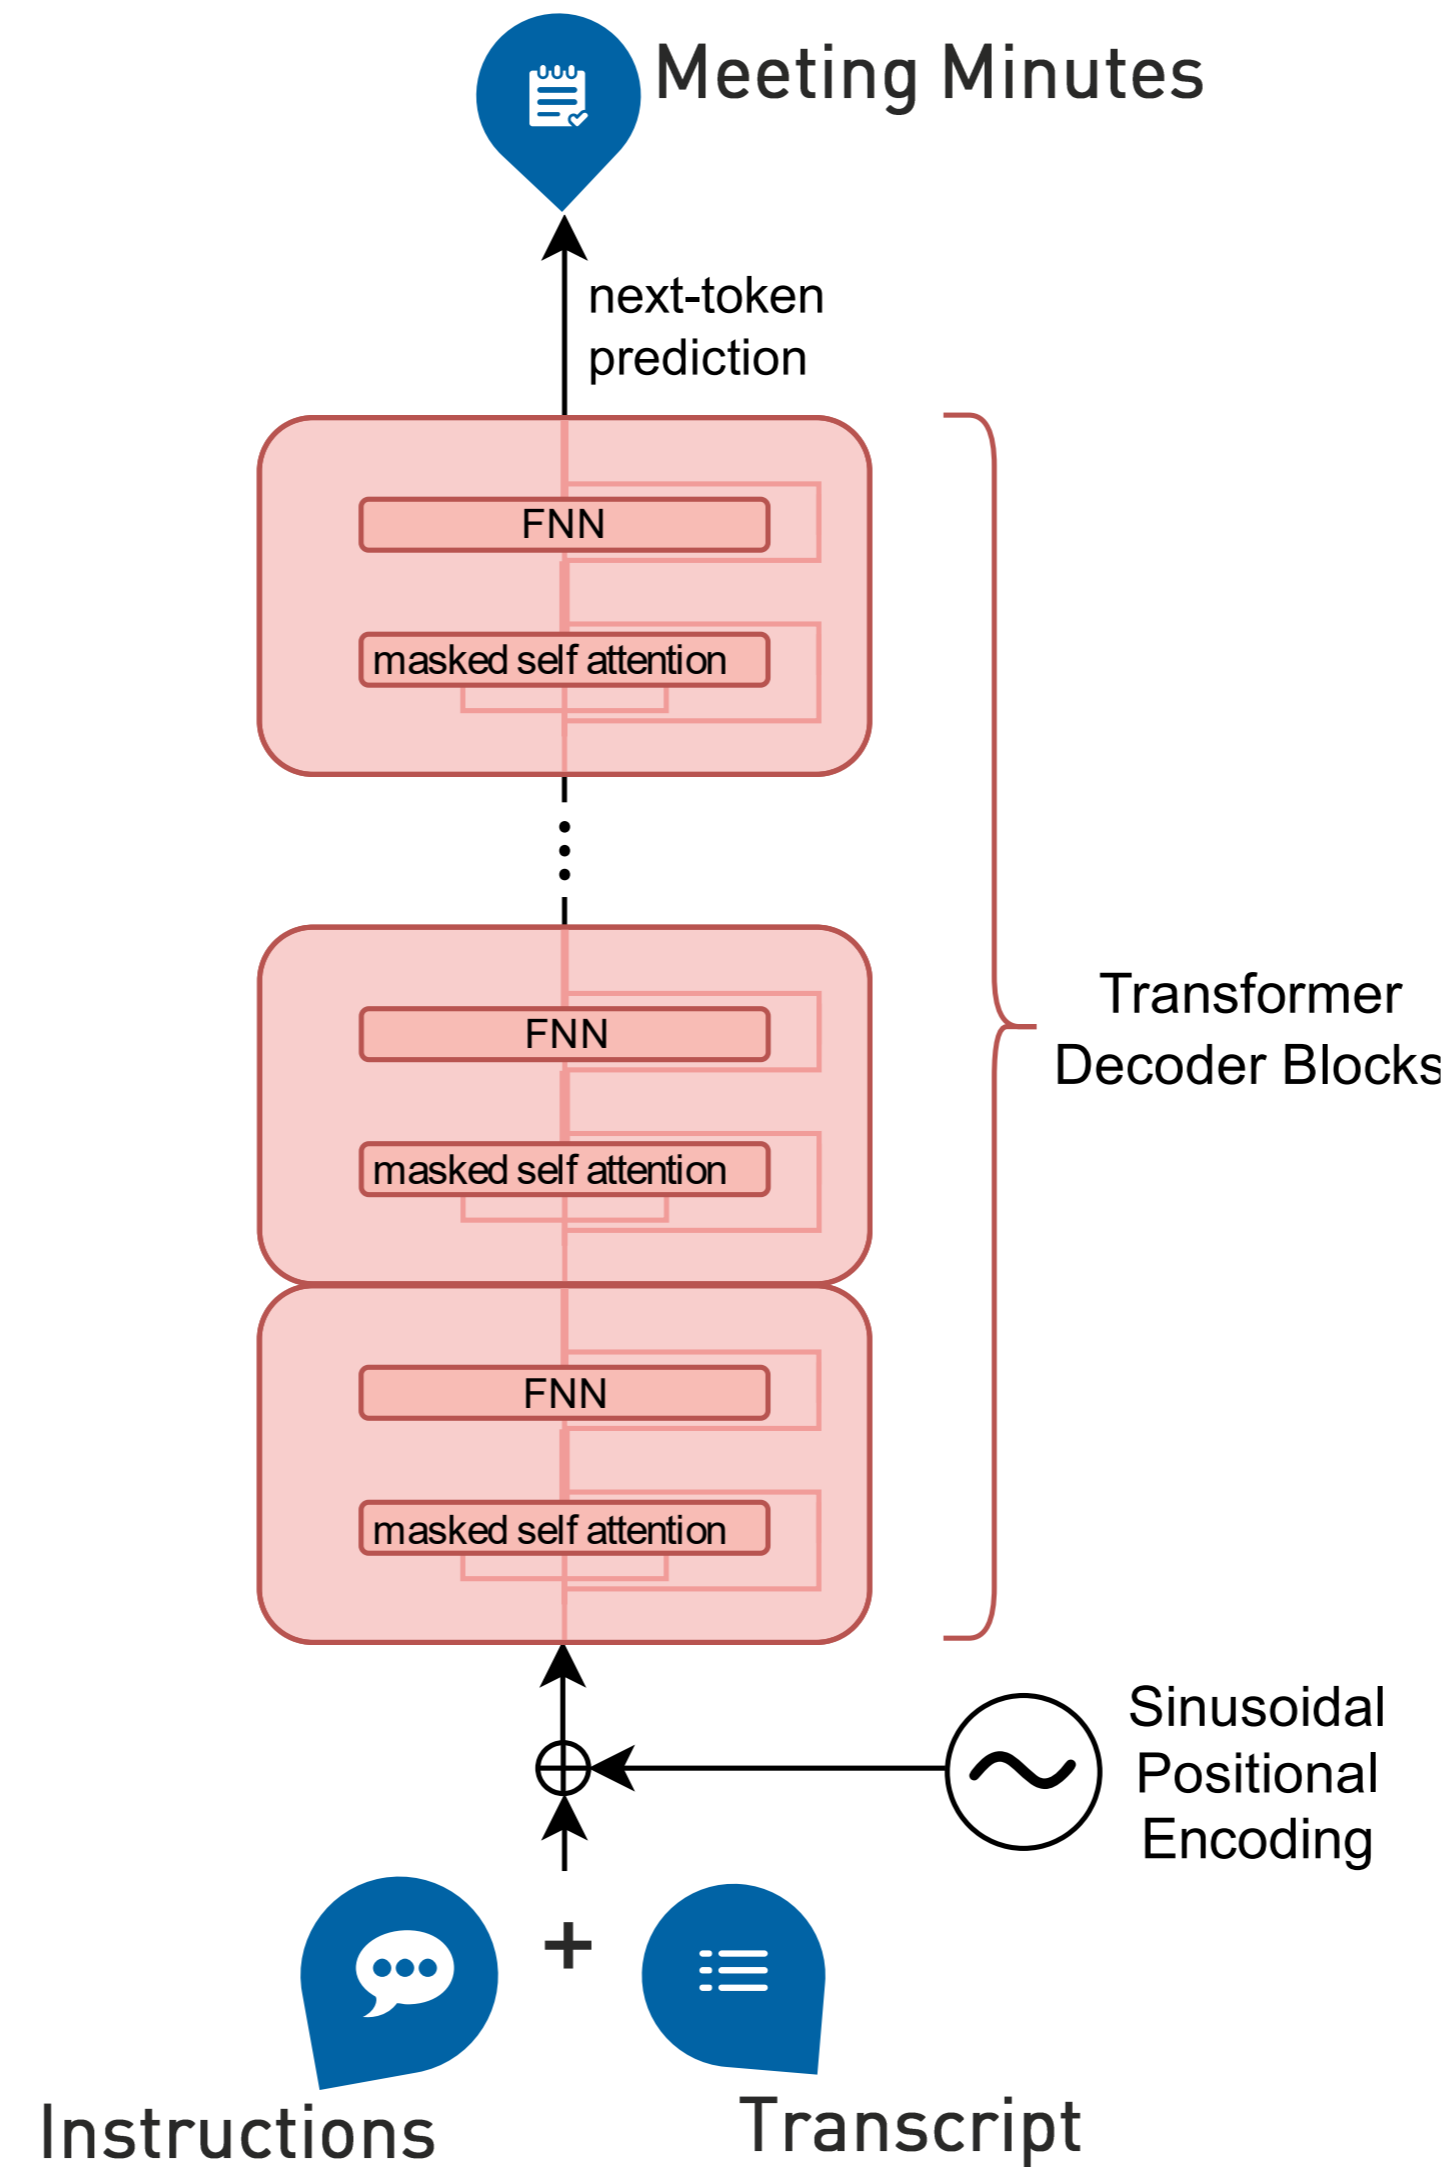 Meeting Minutes
next-token
prediction
FNN
masked self attention
FNN
masked self attention
FNN
masked self attention
Transformer
Decoder Blocks
Sinusoidal
Positional
Encoding
+
Instructions
Transcript